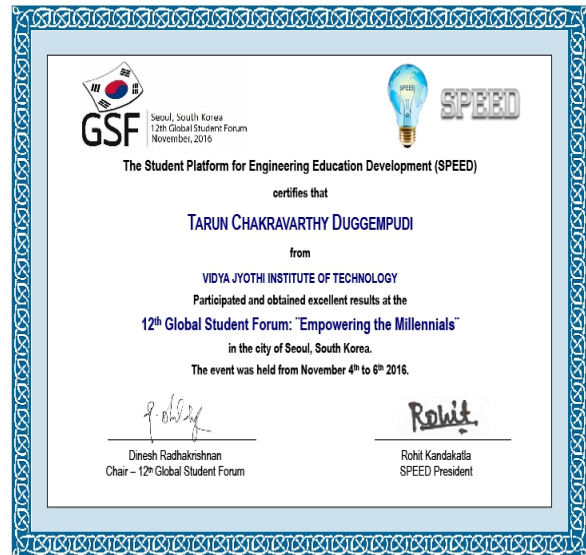 GSF
Seoul, South Korea
12th Global Student Forum
November, 2016
SPEED
SPEED
The Student Platform for Engineering Education Development (SPEED)
certifies that
TARUN CHAKRAVARTHY DUGGEMPUDI
from
VIDYA JYOTHI INSTITUTE OF TECHNOLOGY
Participated and obtained excellent results at the
12th Global Student Forum: ¨Empowering the Millennials¨
in the city of Seoul, South Korea.
The event was held from November 4th to 6th 2016.
Rohit
Dinesh Radhakrishnan
Chair – 12th Global Student Forum
Rohit Kandakatla
SPEED President